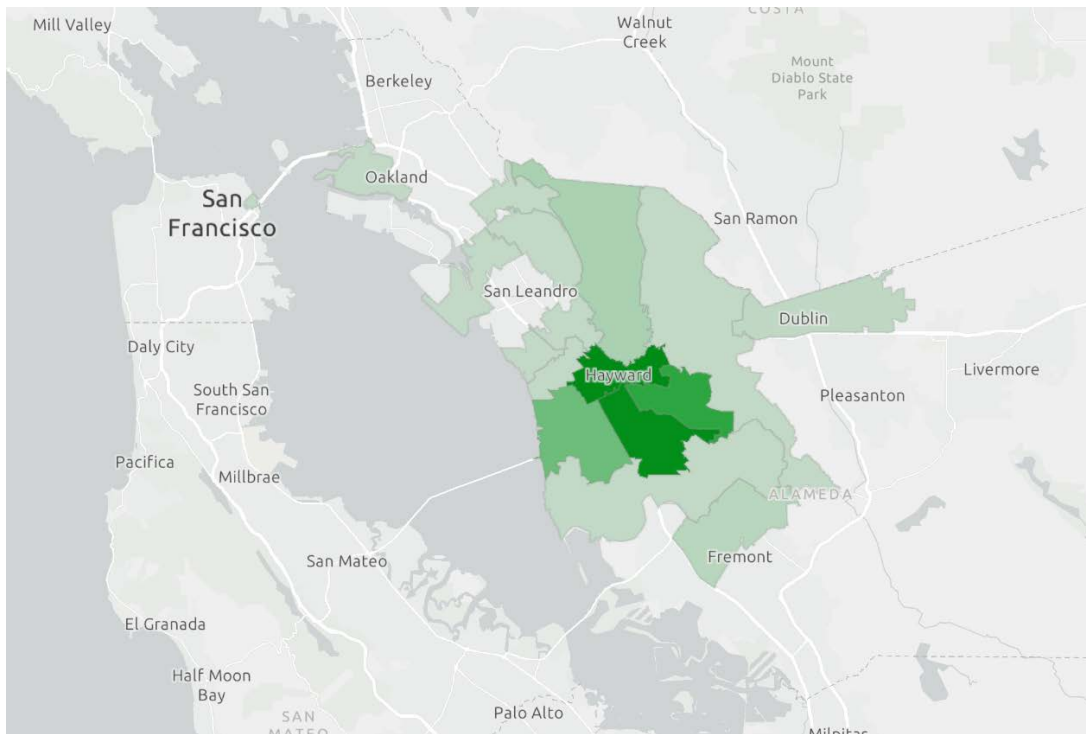 COSTA
Mill Valley
Walnut
Creek
Mount
Diablo State
Park
Berkeley
Oakland
San
Francisco
San Ramon
San Leandro
Dublin
Daly City
Hayward
Livermore
South San
Francisco
Pleasanton
Pacifica
Millbrae
ALAMEDA
San Mateo
Fremont
El Granada
Half Moon
Bay
Palo Alto
SAN
MATEO
Milpitas